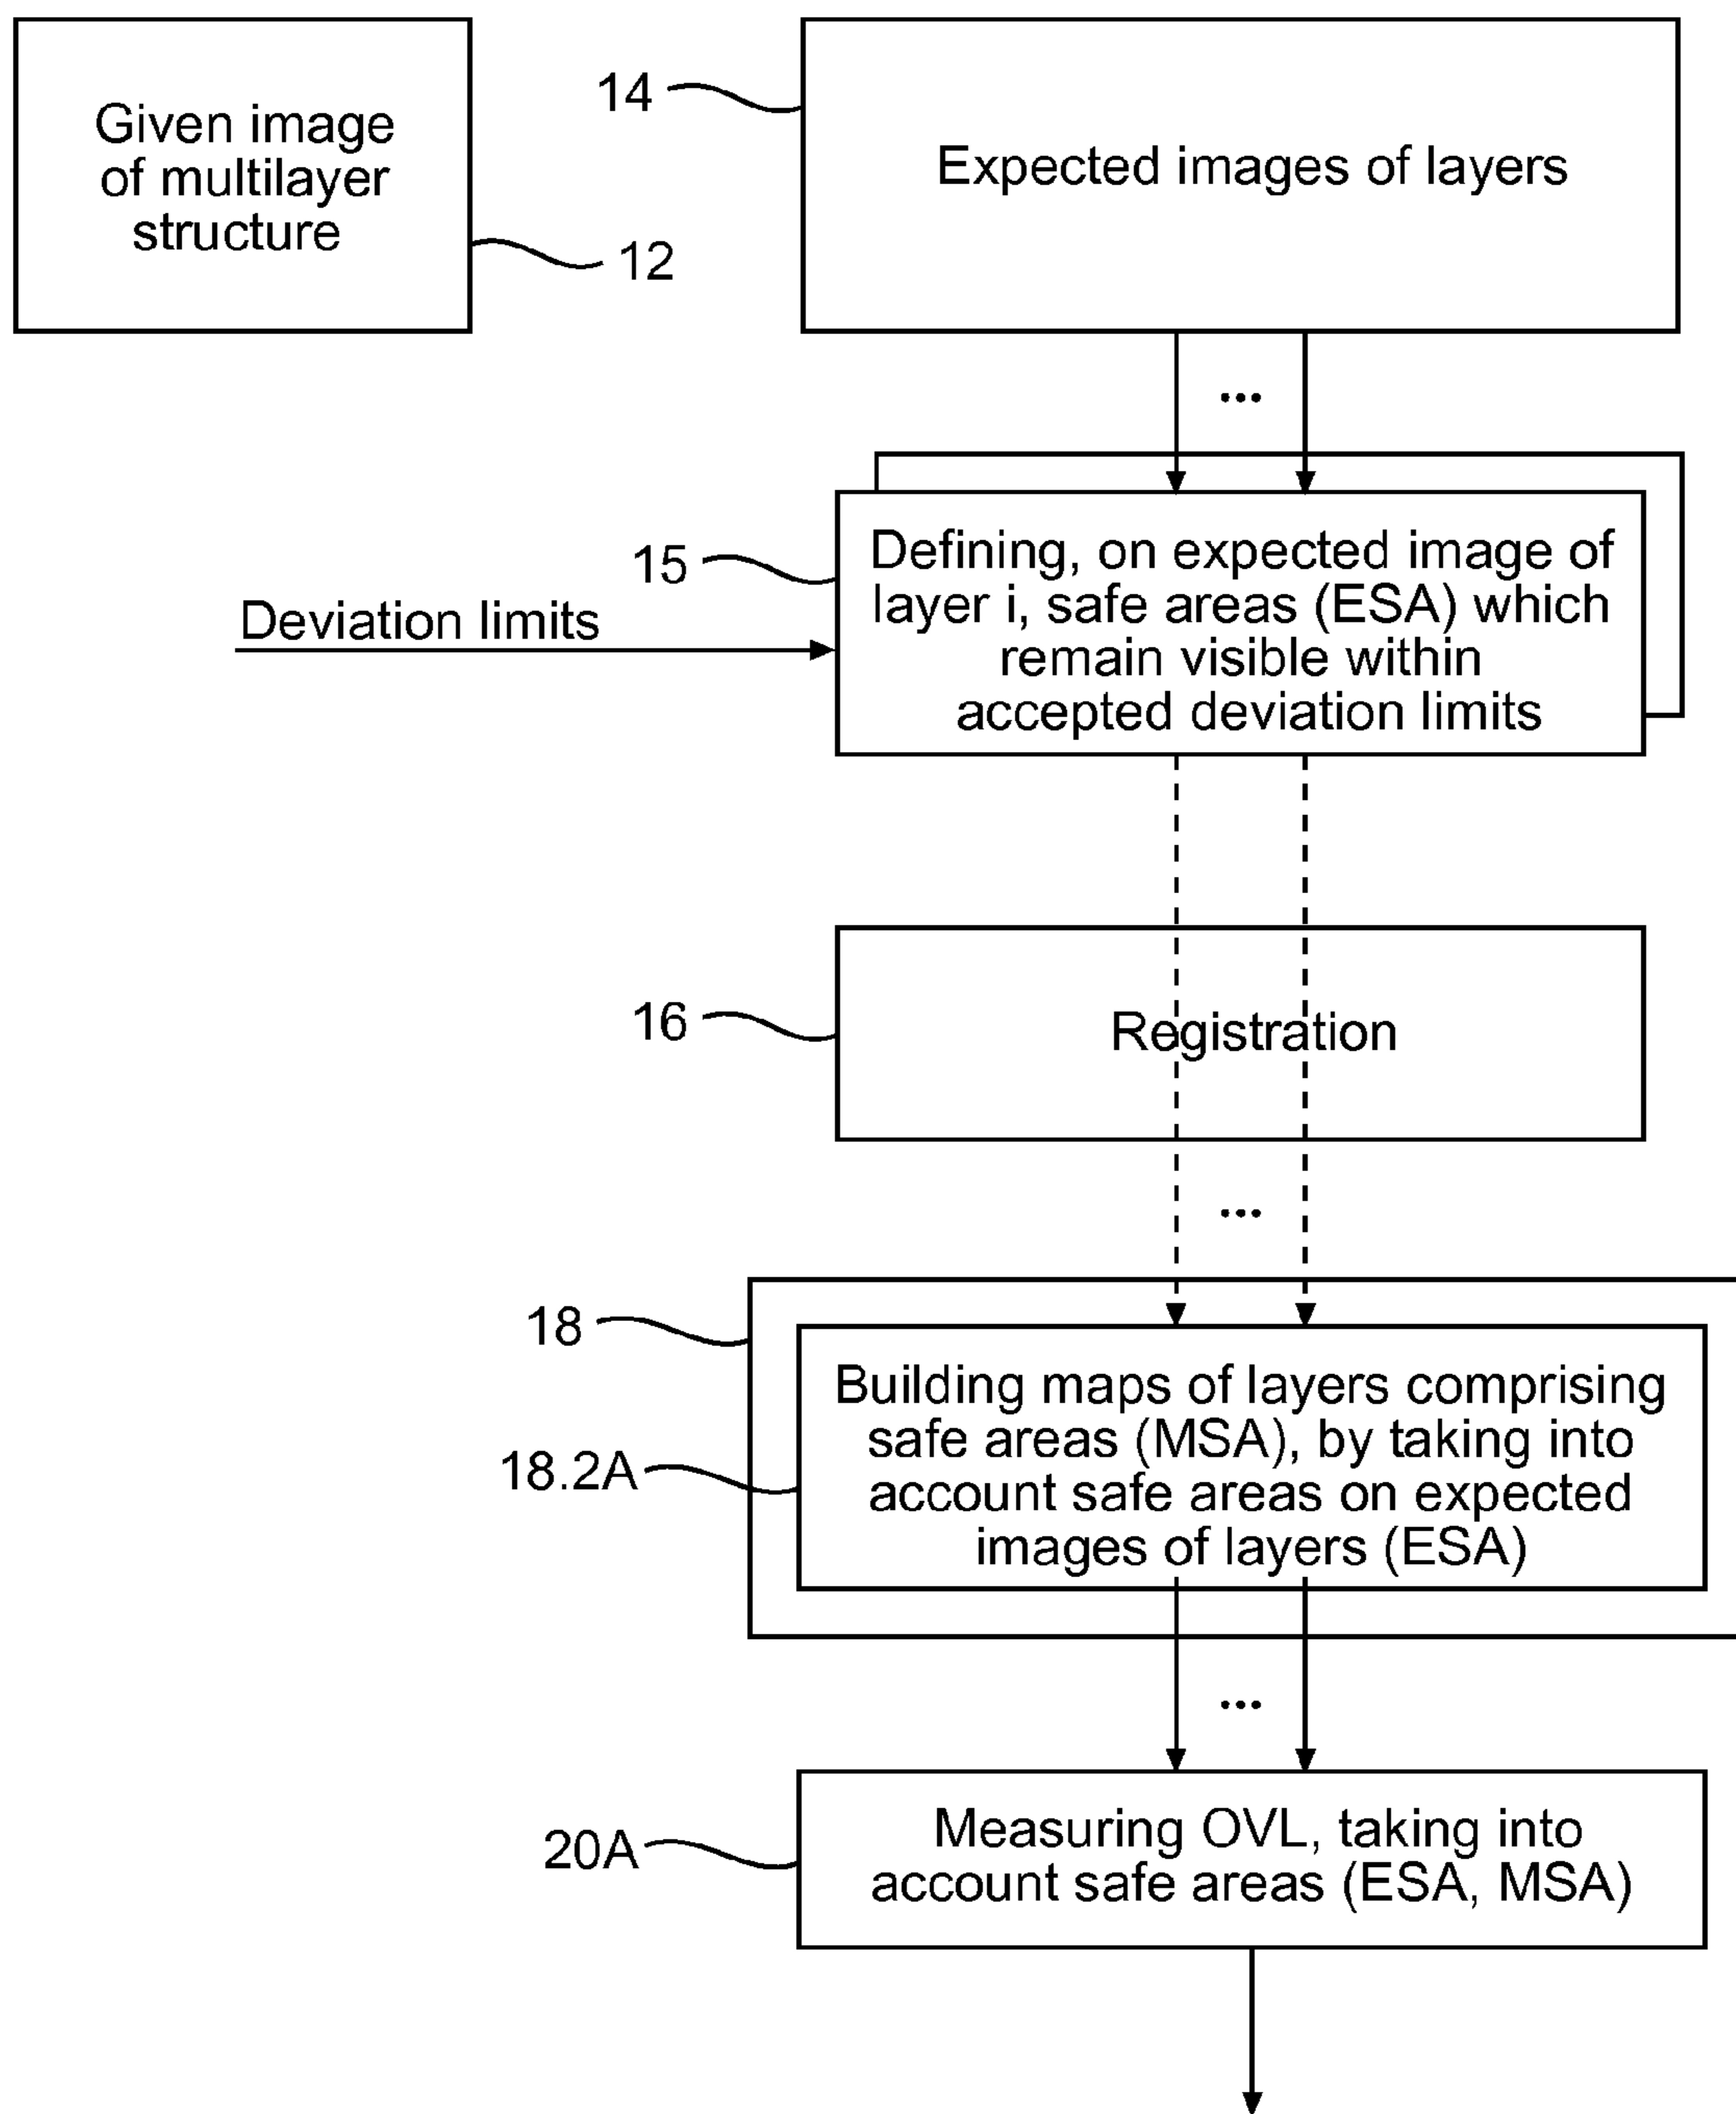 Given image
of multilayer
structure
12
14
Expected images of layers
...
15
Defining, on expected image of
layer i, safe areas (ESA) which
remain visible within
accepted deviation limits
Deviation limits
16
Registration
...
18
18.2A
Building maps of layers comprising
safe areas (MSA), by taking into
account safe areas on expected
images of layers (ESA)
...
20A
Measuring OVL, taking into
account safe areas (ESA, MSA)